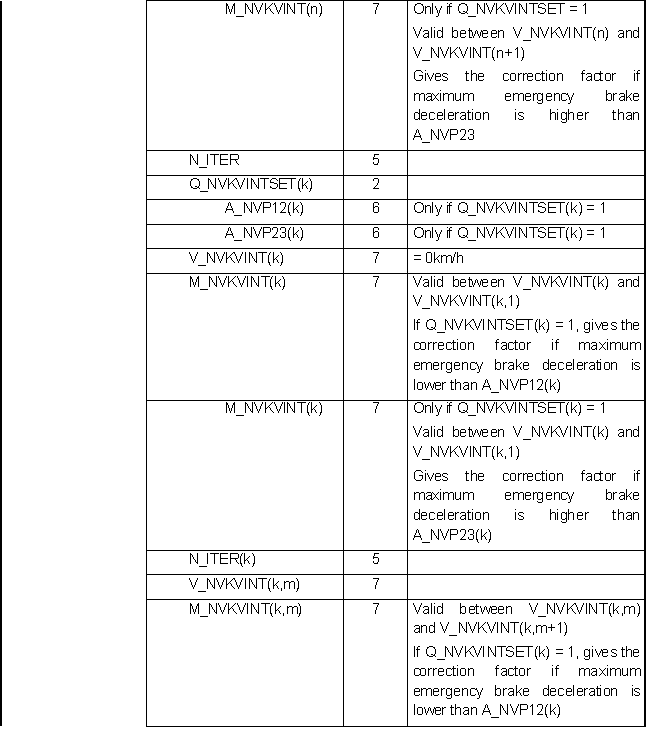 M_NVKVINT(n) 7 Only if Q_NVKVINTSET = 1
Valid between V_NVKVINT(n) and
V_NVKVINT(n+1)
Gives the correction factor if
maximum emergency brake
deceleration is higher than
A_NVP23
N_ITER 5
Q_NVKVINTSET(k) 2
A_NVP12(k) 6 Only if Q_NVKVINTSET(k) = 1
A_NVP23(k) 6 Only if Q_NVKVINTSET(k) = 1
V_NVKVINT(k) 7 = 0km/h
M_NVKVINT(k) 7 Valid between V_NVKVINT(k) and
V_NVKVINT(k,1)
If Q_NVKVINTSET(k) = 1, gives the
correction factor if maximum
emergency brake deceleration is
lower than A_NVP12(k)
M_NVKVINT(k) 7 Only if Q_NVKVINTSET(k) = 1
Valid between V_NVKVINT(k) and
V_NVKVINT(k,1)
Gives the correction factor if
maximum emergency brake
deceleration is higher than
A_NVP23(k)
N_ITER(k) 5
V_NVKVINT(k,m) 7
M_NVKVINT(k,m) 7 Valid between V_NVKVINT(k,m)
and V_NVKVINT(k,m+1)
If Q_NVKVINTSET(k) = 1, gives the
correction factor if maximum
emergency brake deceleration is
lower than A_NVP12(k)